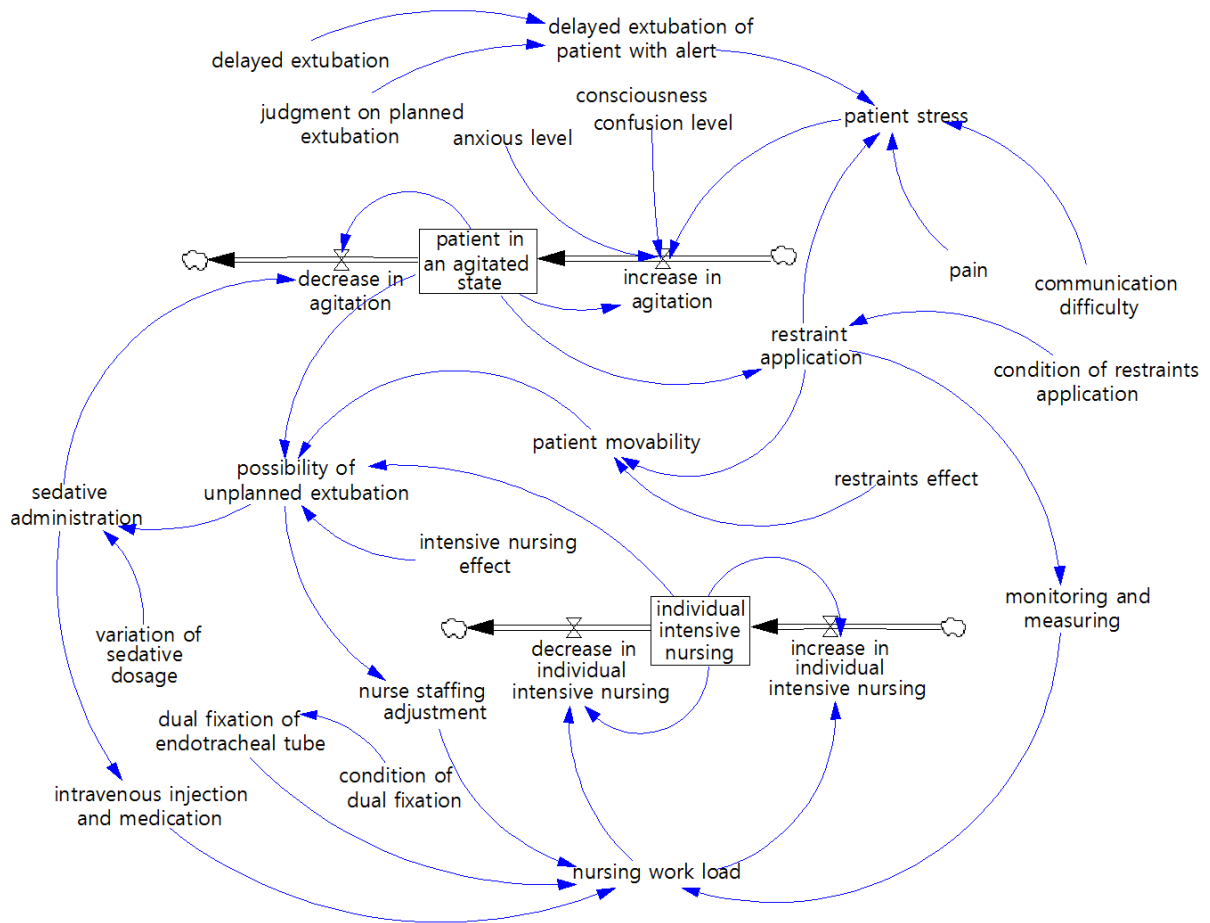 delayed extubation of
patient with alert
delayed extubation
judgment on planned
extubation
consciousness
confusion level
anxious level
patient stress
patient in
an agitated
state
decrease in
agitation
increase in
agitation
pain
communication
difficulty
restraint
application
condition of restraints
application
patient movability
possibility of
unplanned extubation
restraints effect
sedative
administration
intensive nursing
effect
individual
intensive
nursing
monitoring and
measuring
variation of
sedative
dosage
decrease in
individual
intensive nursing
increase in
individual
intensive nursing
nurse staffing
adjustment
dual fixation of
endotracheal tube
condition of
dual fixation
intravenous injection
and medication
nursing work load